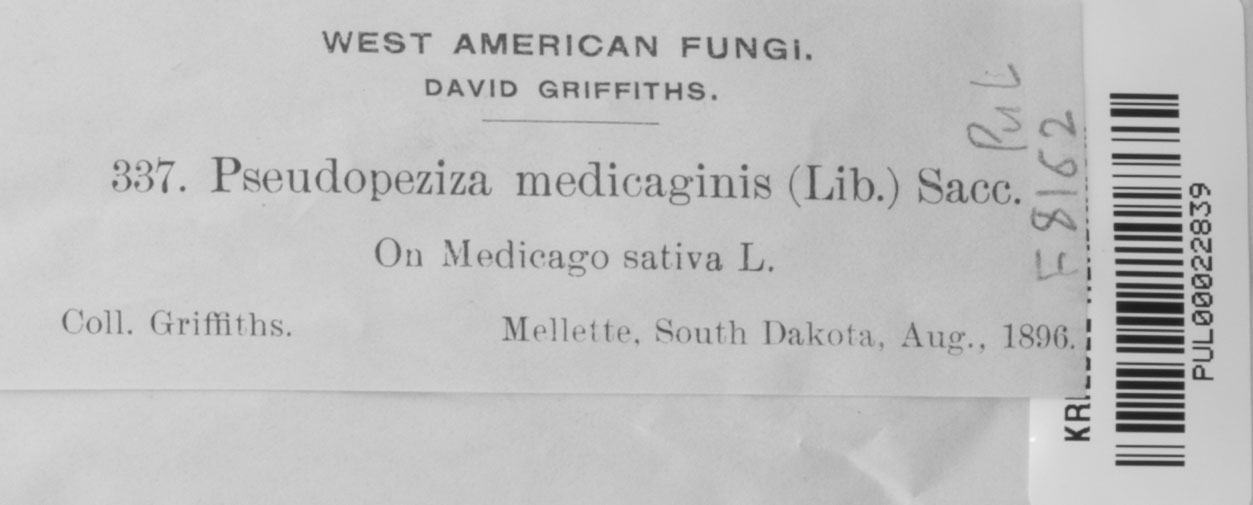 WEST AMERICAN FUNGI.
DAVID GRIFFITHS.
337. Pseudopeziza medicaginis (Lib.) Sacc.
On Medicago sativa L.
Coll. Griffiths.
Mellette, South Dakota, Aug., 1896.
PUL
F8162
PUL00022839